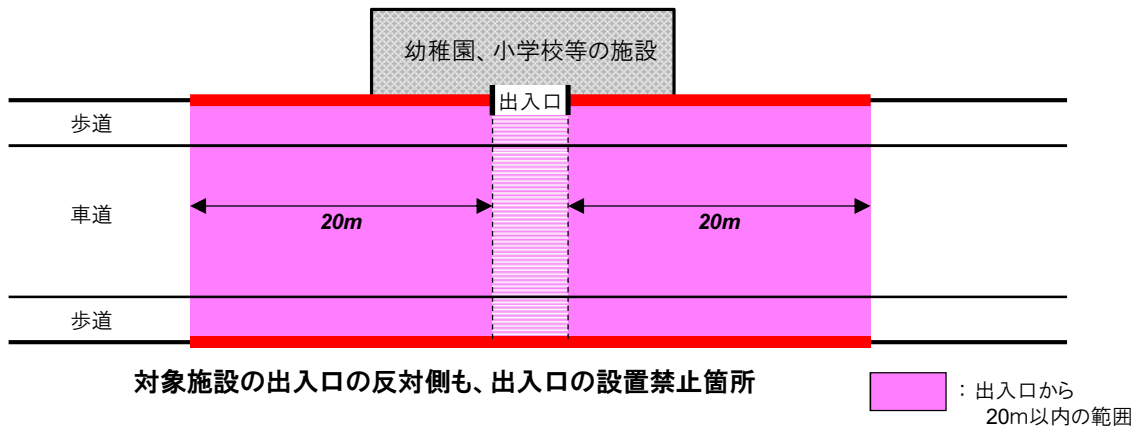 幼稚園、小学校等の施設
出入口
歩道
車道
20m
20m
歩道
対象施設の出入口の反対側も、出入口の設置禁止箇所
：出入口から
20m以内の範囲